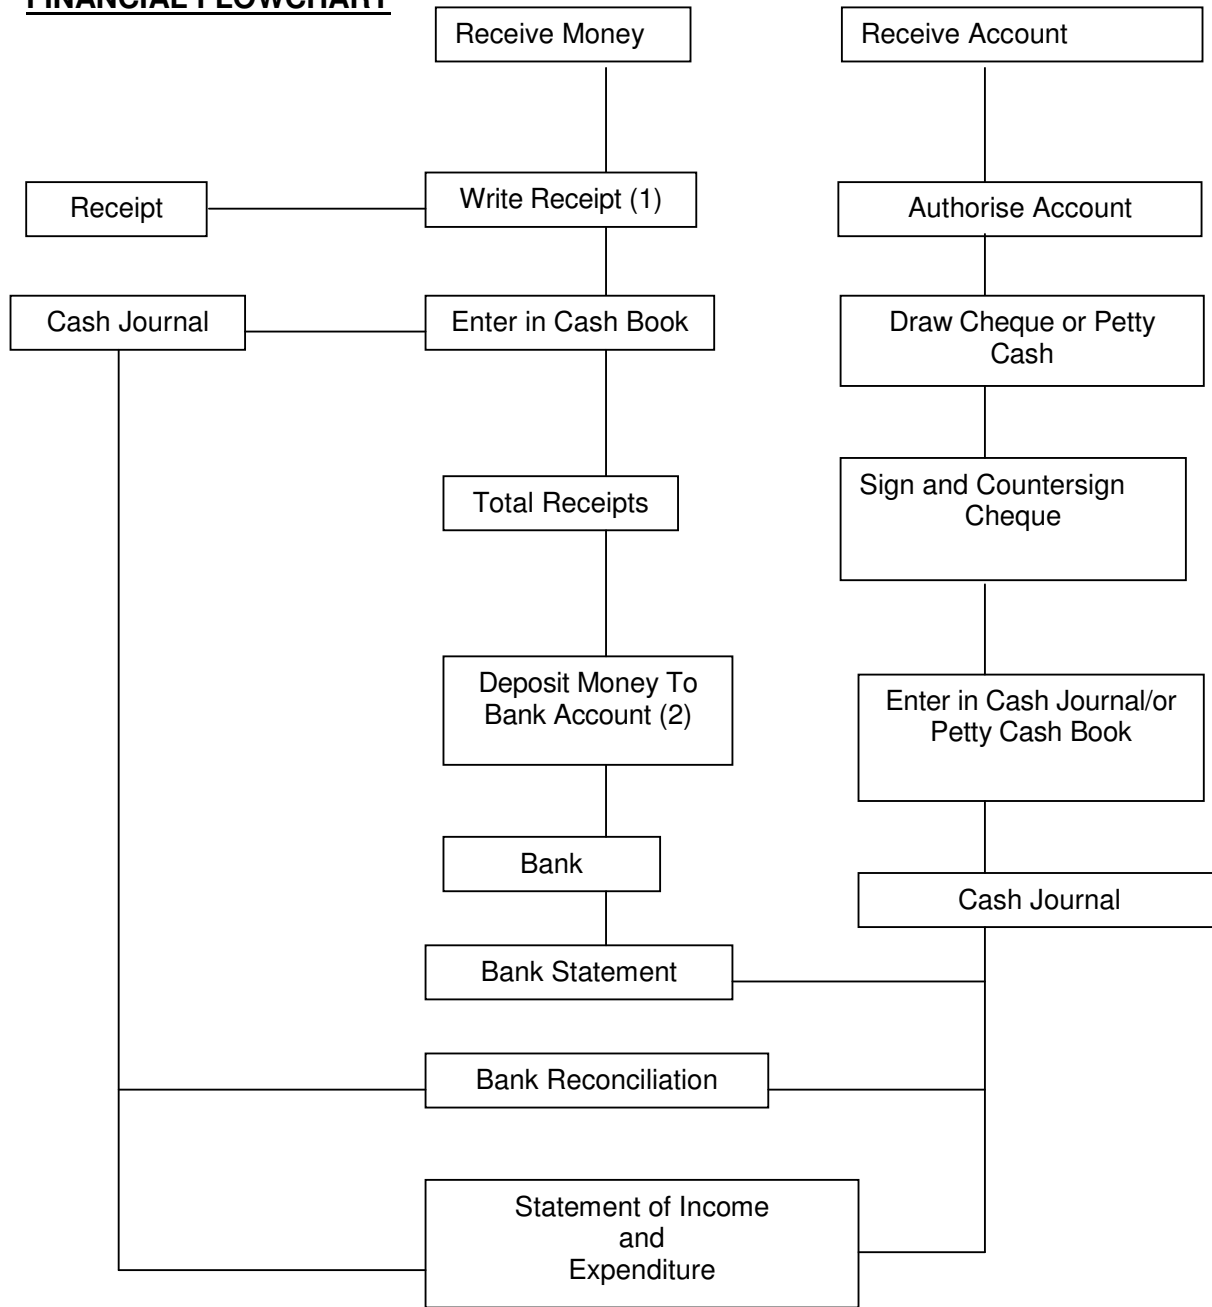 FINANCIAL FLOWCHART
Receive Money
Receive Account
Receipt
Write Receipt (1)
Authorise Account
Cash Journal
Enter in Cash Book
Draw Cheque or Petty
Cash
Total Receipts
Sign and Countersign
Cheque
Deposit Money To
Bank Account (2)
Enter in Cash Journal/or
Petty Cash Book
Bank
Cash Journal
Bank Statement
Bank Reconciliation
Statement of Income
and
Expenditure